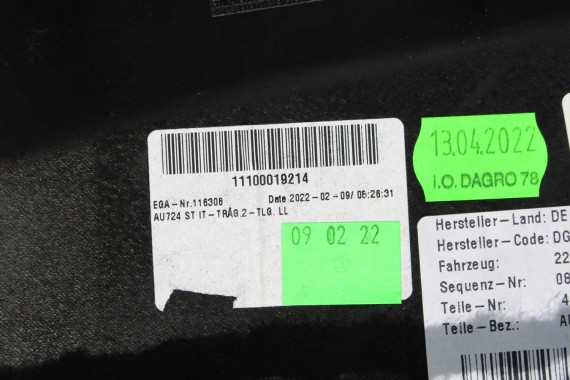 11100019214
EGA-Nr.116308 Date 2022-02-09/ 05:26:31
AU724 ST IT-TRÄG.2-TLG. LL
09 02 22
13.04.2022
i.O. DAGRO 78
Hersteller-Land: DE
Hersteller-Code: DG
Fahrzeug: 22
Sequenz-Nr: 08
Teile-Nr: 4
Teile-Bez.: